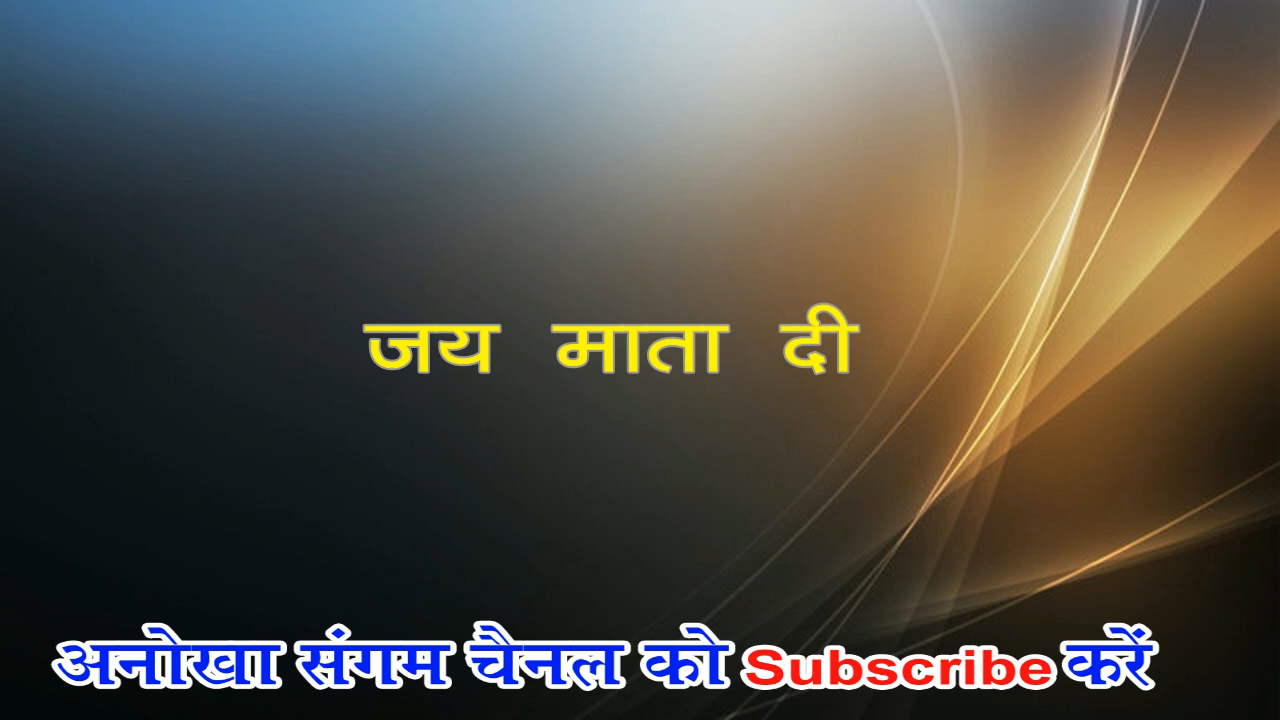 जय माता दी
अनोखा संगम चैनल को Subscribe करें